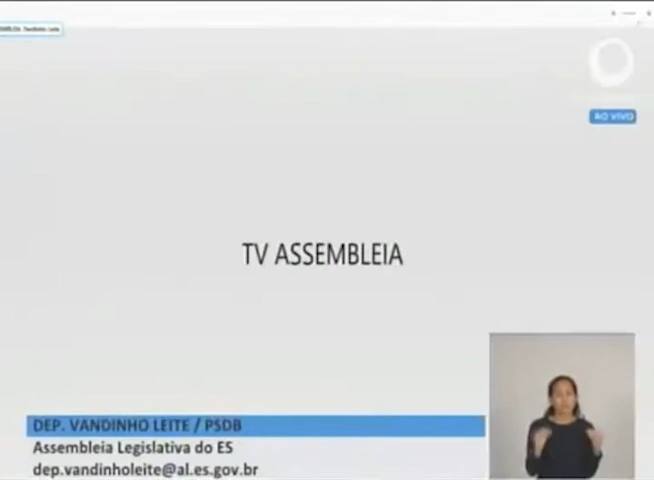 AO VIVO
TV ASSEMBLEIA
DEP. VANDINHO LEITE / PSDB
Assembleia Legislativa do ES
dep.vandinholeite@al.es.gov.br